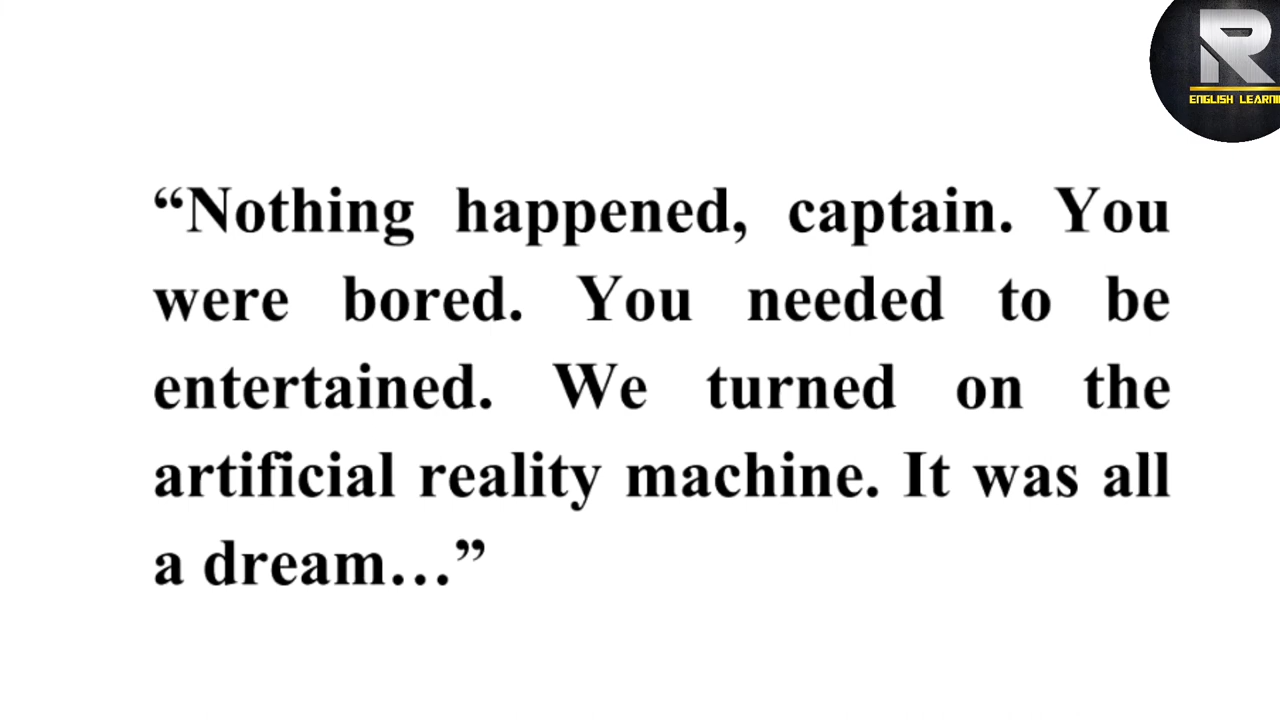 R
ENGLISH LEARNI
“Nothing happened, captain. You
were bored. You needed to be
entertained. We turned on the
artificial reality machine. It was all
a dream…”